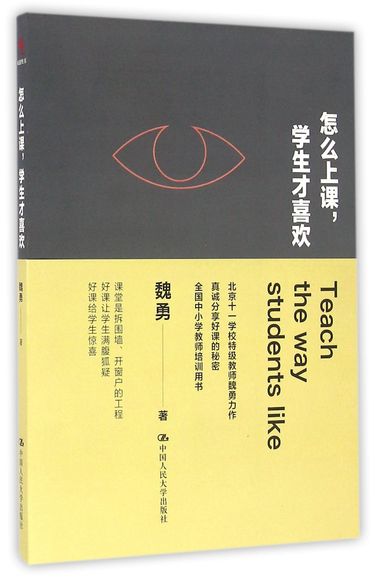 怎么上课，
学生才喜欢
Teach
the way
students like
北京十一学校特级教师魏勇力作
真诚分享好课的秘密
全国中小学教师培训用书
魏勇 著
中国人民大学出版社
课堂是拆围墙、开窗户的工程
好课让学生满腹狐疑
好课给学生惊喜
怎么上课，学生才喜欢
魏勇 著
中国人民大学出版社